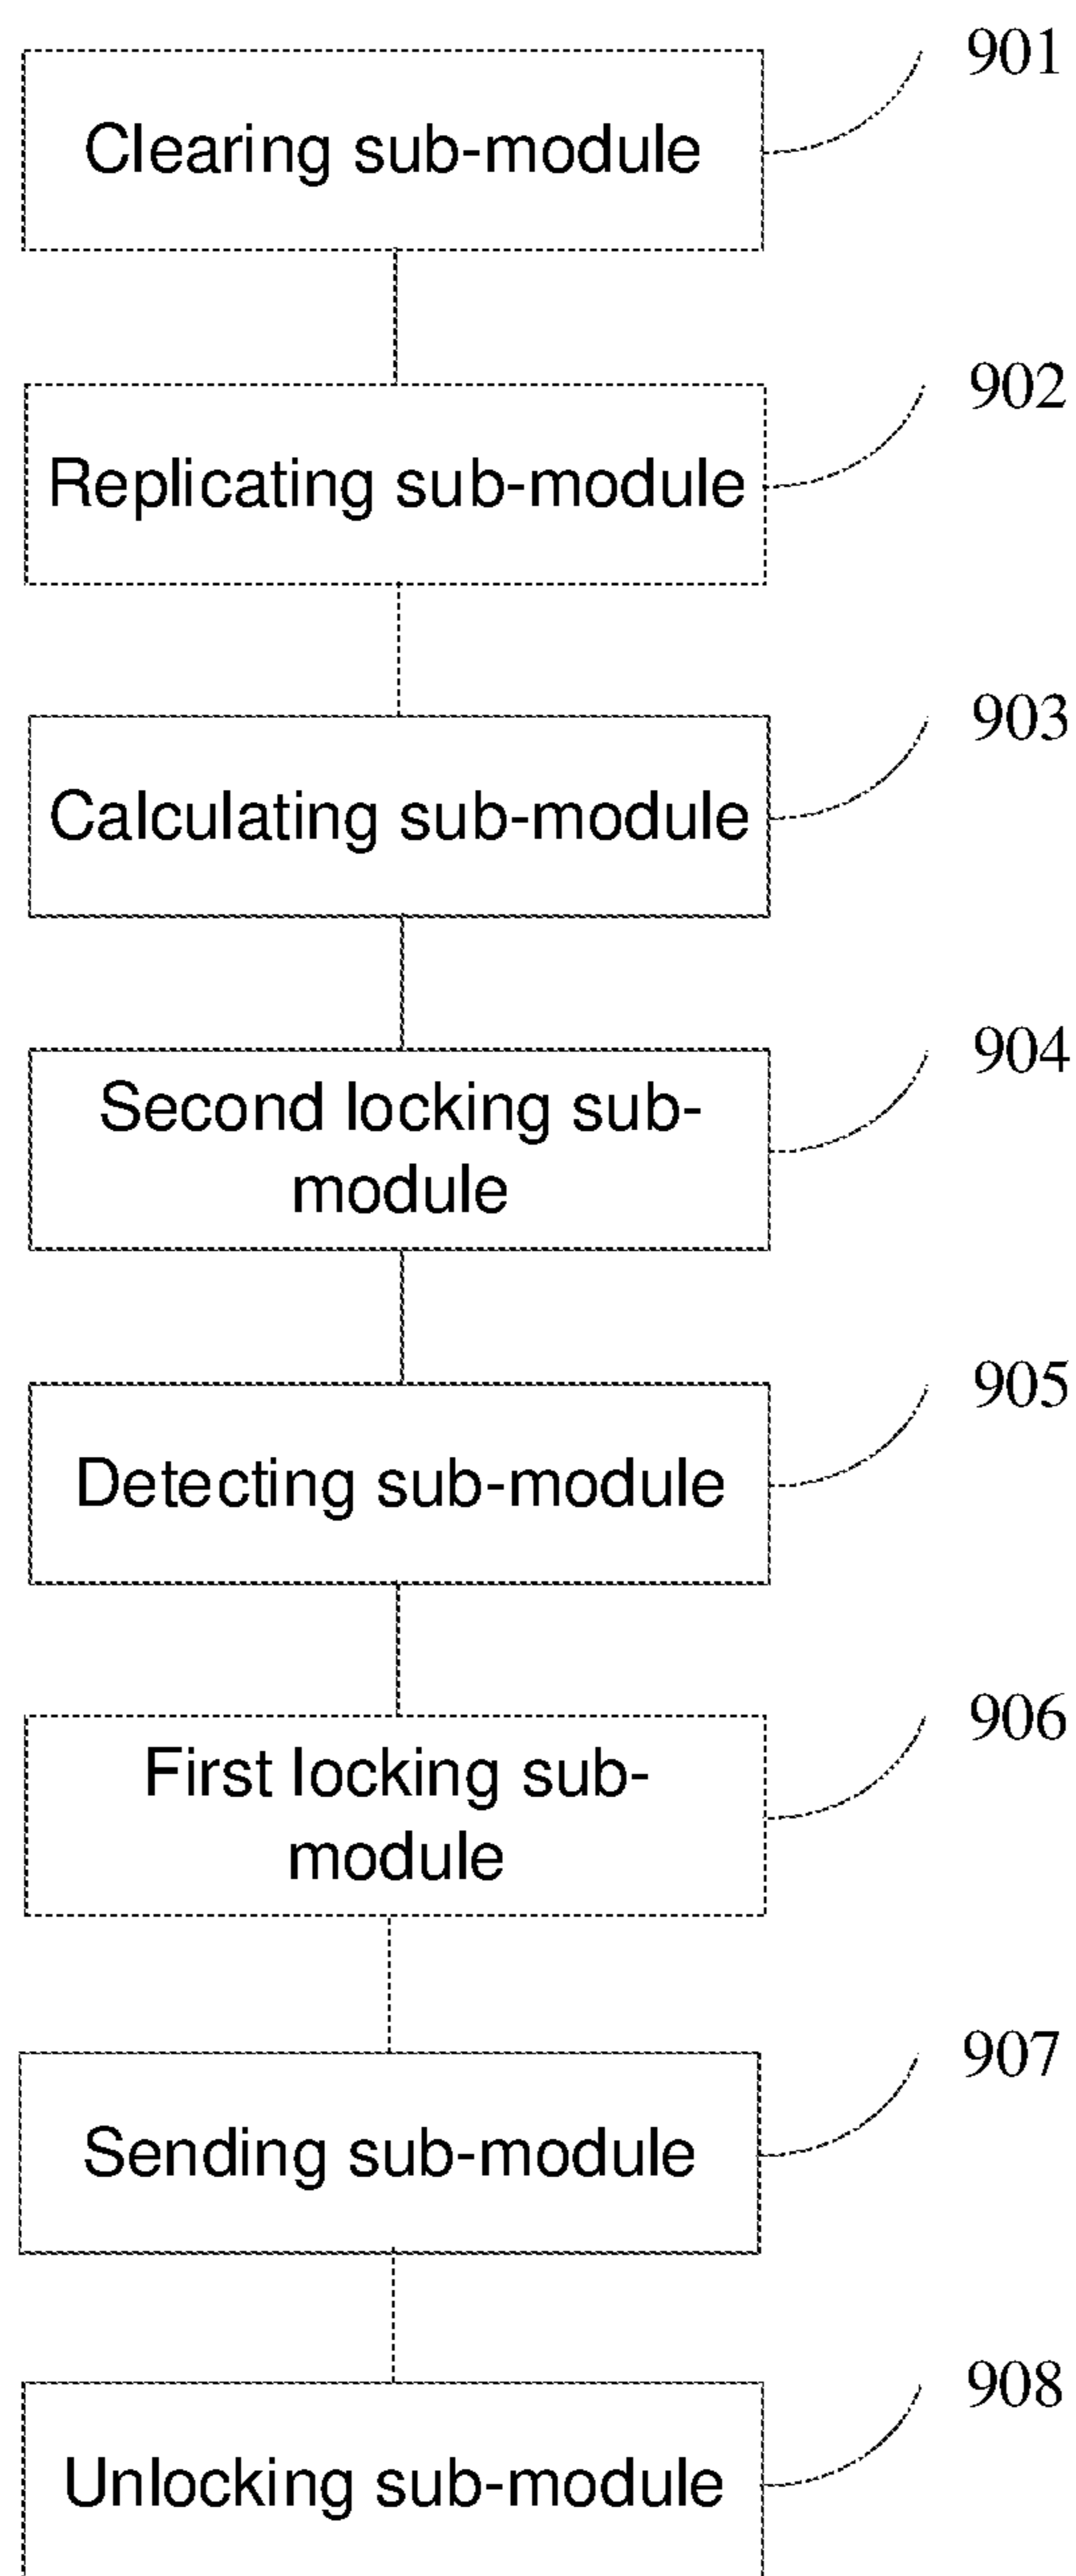 901
Clearing sub-module
902
Replicating sub-module
903
Calculating sub-module
904
Second locking sub-
module
905
Detecting sub-module
906
First locking sub-
module
907
Sending sub-module
908
Unlocking sub-module